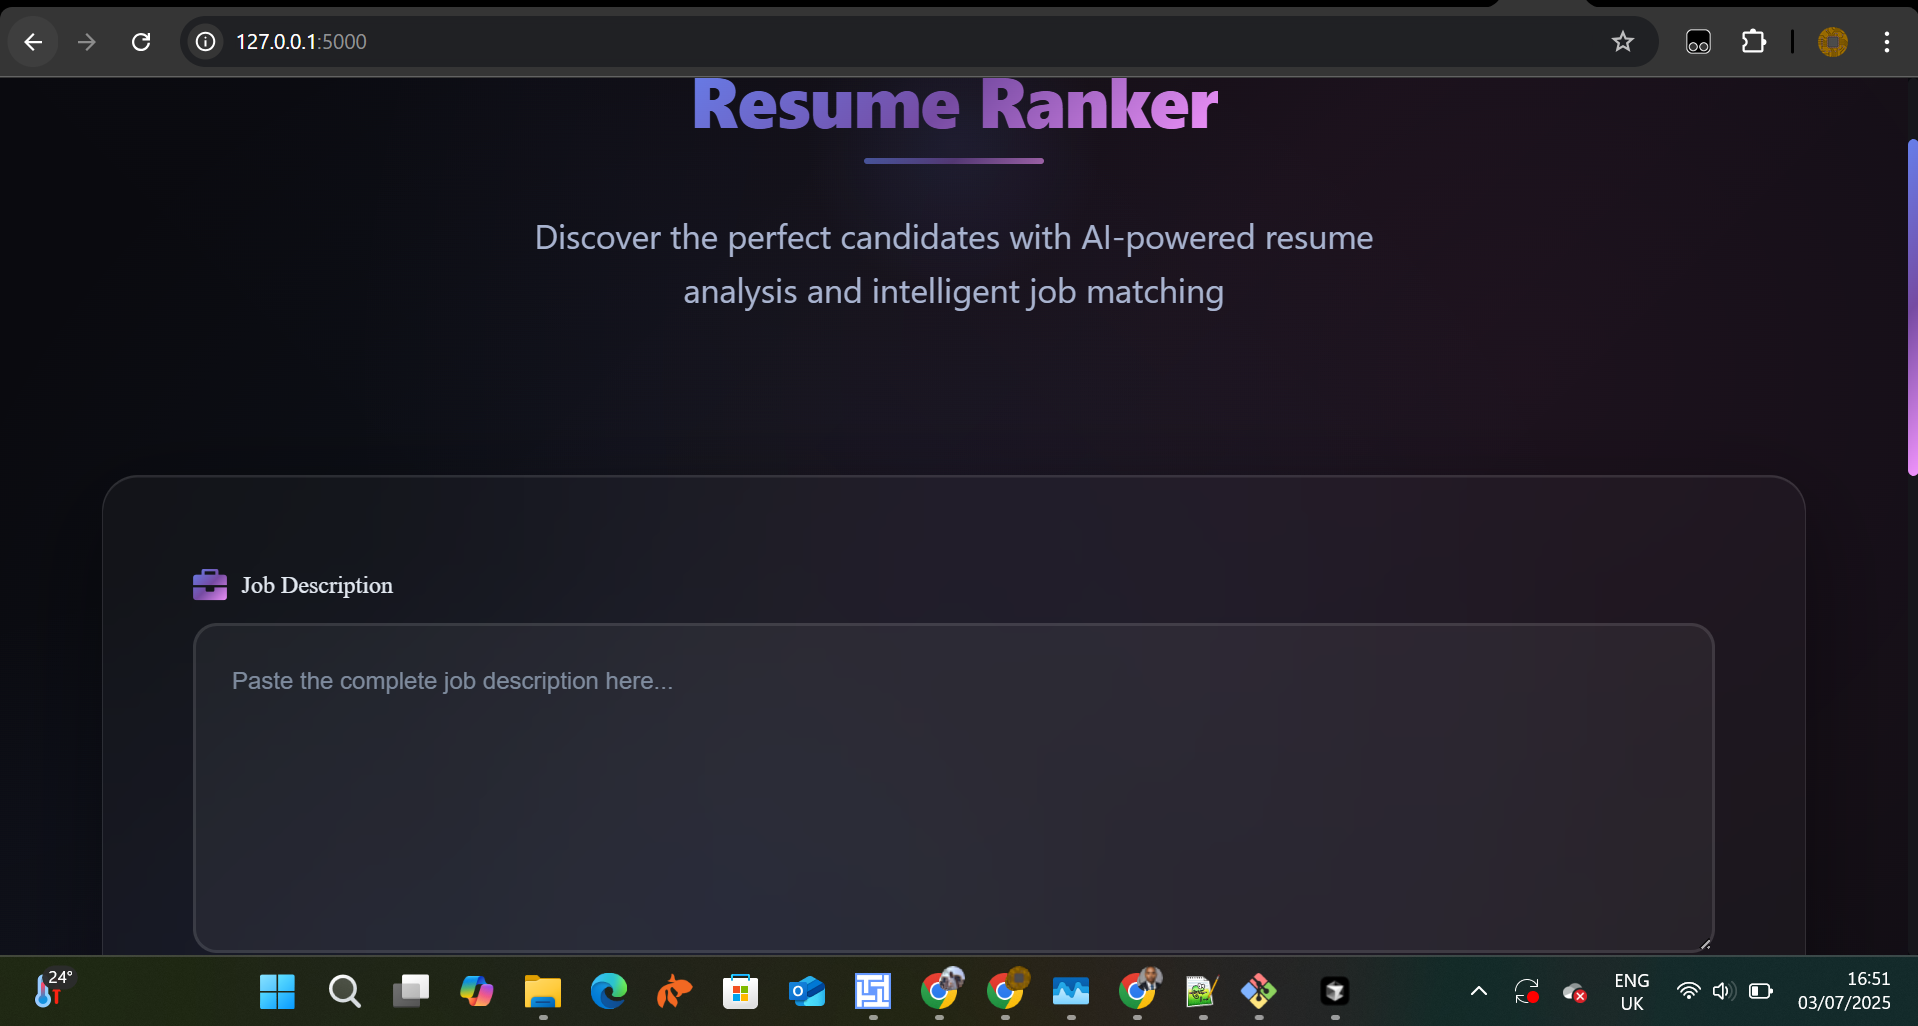 127.0.0.1:5000
Resume Ranker
Discover the perfect candidates with AI-powered resume
analysis and intelligent job matching
Job Description
Paste the complete job description here...
24°
ENG
UK
16:51
03/07/2025